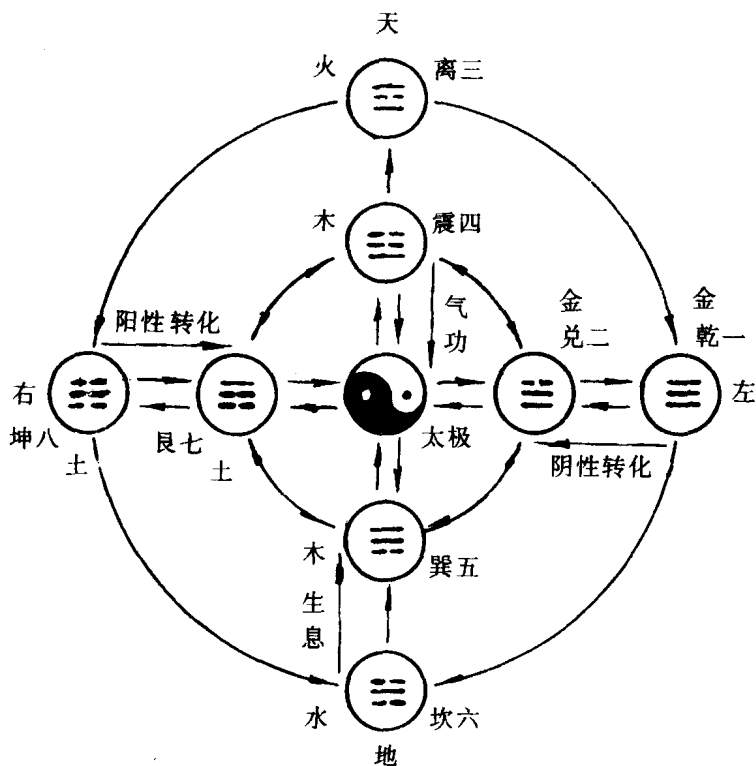 天
火 离三
木 震四
气功
金
兑二
金
乾一
阳性转化
右
坤八
土
艮七
土
太极
左
阴性转化
木
巽五
生息
水 坎六
地